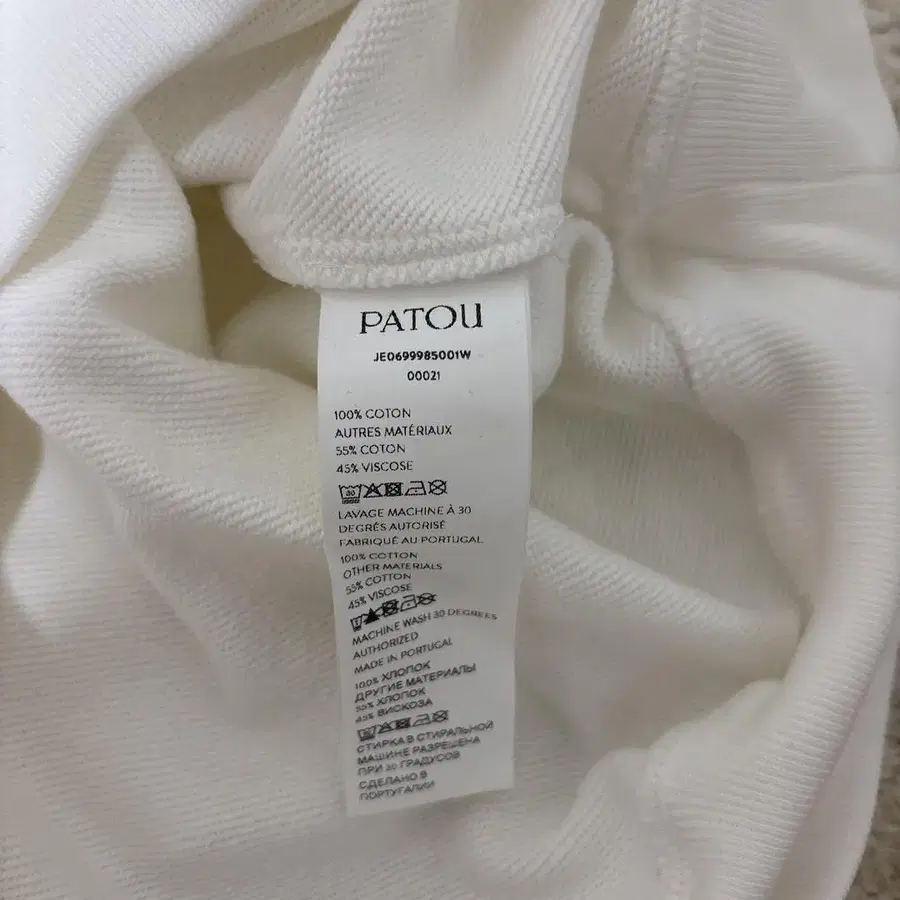 PATOU
JE0699985001W
00021
100% COTON
AUTRES MATÉRIAUX
55% COTON
45% VISCOSE
30
LAVAGE MACHINE À 30
DEGRÉS AUTORISÉ
FABRIQUÉ AU PORTUGAL
100% COTTON
OTHER MATERIALS
55% COTTON
45% VISCOSE
MACHINE WASH 30 DEGREES
AUTHORIZED
MADE IN PORTUGAL
100% ХЛОПОК
ДРУГИЕ МАТЕРИАЛЫ
55% ХЛОПОК
45% ВИСКОЗА
СТИРКА В СТИРАЛЬНОЙ
МАШИНЕ РАЗРЕШЕНА
ПРИ 30 ГРАДУСОВ
СДЕЛАНО В
ПОРТУГАЛИИ